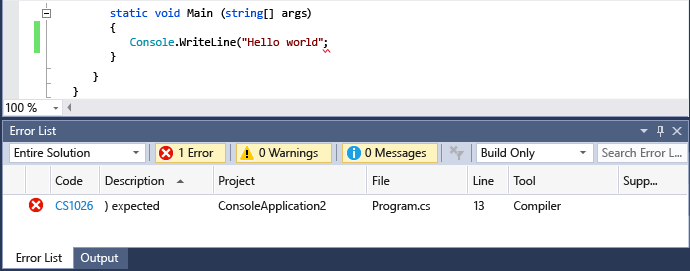 static void Main (string[] args)
{
Console.WriteLine("Hello world";
}
}
}
100 %
Error List
Entire Solution 1 Error 0 Warnings 0 Messages Build Only Search Error L...
Code Description Project File Line Tool Supp...
CS1026 ) expected ConsoleApplication2 Program.cs 13 Compiler
Error List Output